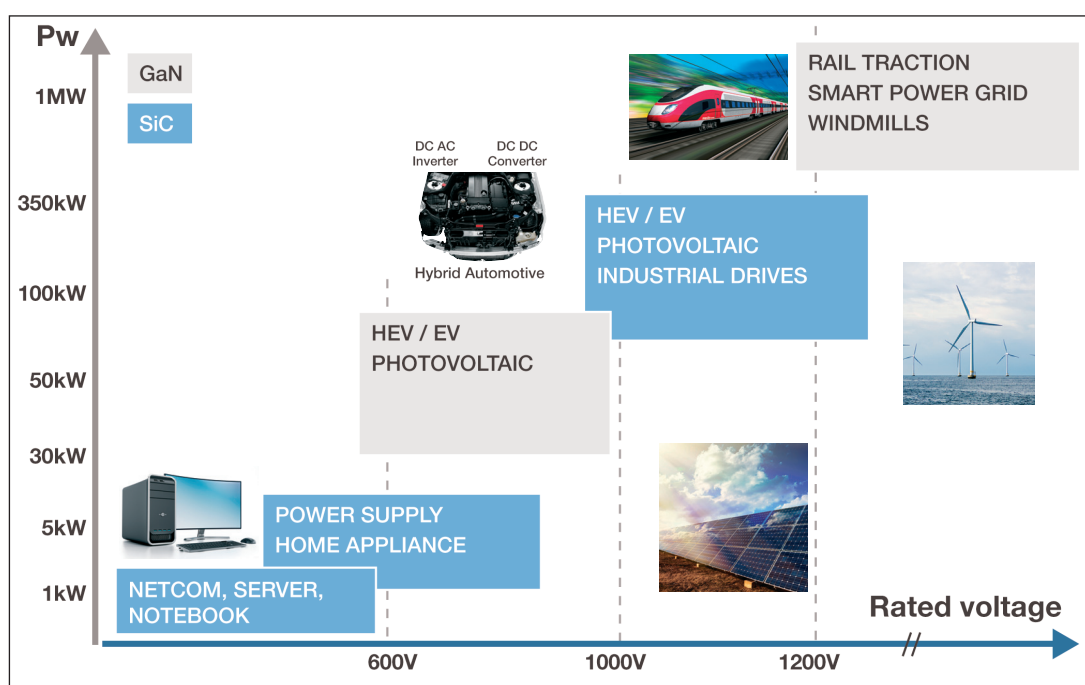 Pw
GaN
SiC
1MW
350kW
100kW
50kW
30kW
5kW
1kW
RAIL TRACTION
SMART POWER GRID
WINDMILLS
DC AC
Inverter
DC DC
Converter
Hybrid Automotive
HEV / EV
PHOTOVOLTAIC
INDUSTRIAL DRIVES
HEV / EV
PHOTOVOLTAIC
POWER SUPPLY
HOME APPLIANCE
NETCOM, SERVER,
NOTEBOOK
Rated voltage
600V
1000V
1200V